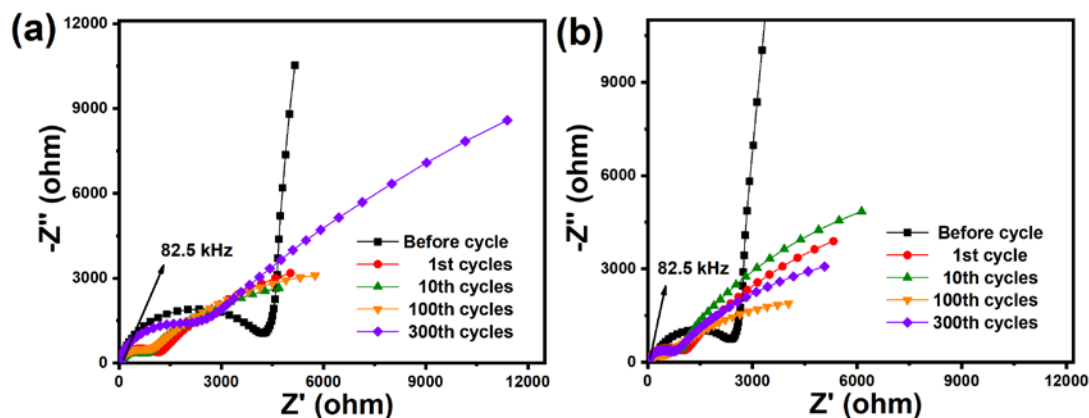 (a)
12000
9000
6000
3000
0
-Z'' (ohm)
82.5 kHz
Before cycle
1st cycles
10th cycles
100th cycles
300th cycles
0 3000 6000 9000 12000
Z' (ohm)
(b)
9000
6000
3000
0
-Z'' (ohm)
82.5 kHz
Before cycle
1st cycle
10th cycles
100th cycles
300th cycles
0 3000 6000 9000 12000
Z' (ohm)